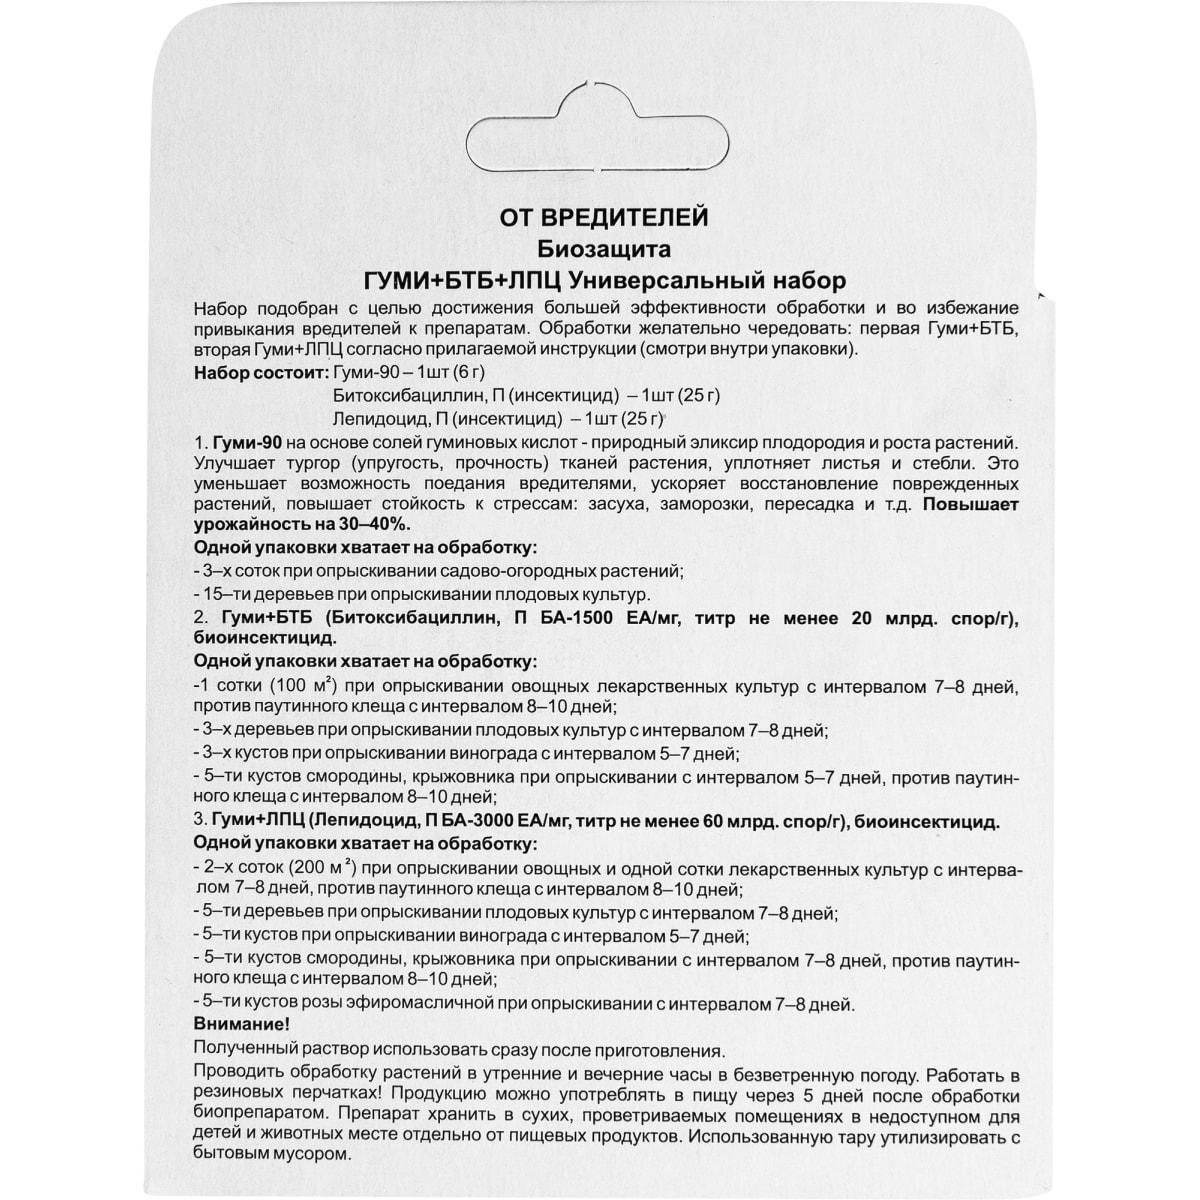 ОТ ВРЕДИТЕЛЕЙ
Биозащита
ГУМИ+БТБ+ЛПЦ Универсальный набор
Набор подобран с целью достижения большей эффективности обработки и во избежание
привыкания вредителей к препаратам. Обработки желательно чередовать: первая Гуми+БТБ,
вторая Гуми+ЛПЦ согласно прилагаемой инструкции (смотри внутри упаковки).
Набор состоит: Гуми-90 – 1шт (6 г)
Битоксибациллин, П (инсектицид) – 1шт (25 г)
Лепидоцид, П (инсектицид) – 1шт (25 г)
1. Гуми-90 на основе солей гуминовых кислот - природный эликсир плодородия и роста растений.
Улучшает тургор (упругость, прочность) тканей растения, уплотняет листья и стебли. Это
уменьшает возможность поедания вредителями, ускоряет восстановление поврежденных
растений, повышает стойкость к стрессам: засуха, заморозки, пересадка и т.д. Повышает
урожайность на 30–40%.
Одной упаковки хватает на обработку:
- 3–х соток при опрыскивании садово-огородных растений;
- 15–ти деревьев при опрыскивании плодовых культур.
2. Гуми+БТБ (Битоксибациллин, П БА-1500 ЕА/мг, титр не менее 20 млрд. спор/г),
биоинсектицид.
Одной упаковки хватает на обработку:
-1 сотки (100 м²) при опрыскивании овощных лекарственных культур с интервалом 7–8 дней,
против паутинного клеща с интервалом 8–10 дней;
- 3–х деревьев при опрыскивании плодовых культур с интервалом 7–8 дней;
- 3–х кустов при опрыскивании винограда с интервалом 5–7 дней;
- 5–ти кустов смородины, крыжовника при опрыскивании с интервалом 5–7 дней, против паутин-
ного клеща с интервалом 8–10 дней;
3. Гуми+ЛПЦ (Лепидоцид, П БА-3000 ЕА/мг, титр не менее 60 млрд. спор/г), биоинсектицид.
Одной упаковки хватает на обработку:
- 2–х соток (200 м²) при опрыскивании овощных и одной сотки лекарственных культур с интерва-
лом 7–8 дней, против паутинного клеща с интервалом 8–10 дней;
- 5–ти деревьев при опрыскивании плодовых культур с интервалом 7–8 дней;
- 5–ти кустов при опрыскивании винограда с интервалом 5–7 дней;
- 5–ти кустов смородины, крыжовника при опрыскивании с интервалом 7–8 дней, против паутин-
ного клеща с интервалом 8–10 дней;
- 5–ти кустов розы эфиромасличной при опрыскивании с интервалом 7–8 дней.
Внимание!
Полученный раствор использовать сразу после приготовления.
Проводить обработку растений в утренние и вечерние часы в безветренную погоду. Работать в
резиновых перчатках! Продукцию можно употреблять в пищу через 5 дней после обработки
биопрепаратом. Препарат хранить в сухих, проветриваемых помещениях в недоступном для
детей и животных месте отдельно от пищевых продуктов. Использованную тару утилизировать с
бытовым мусором.